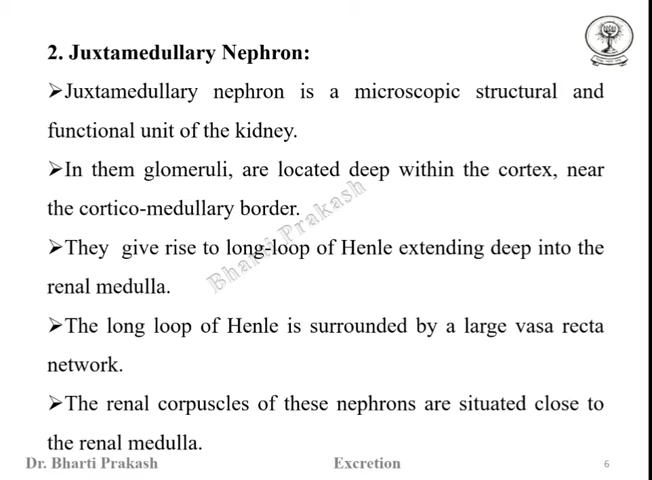 2. Juxtamedullary Nephron:
➢Juxtamedullary nephron is a microscopic structural and
functional unit of the kidney.
➢In them glomeruli, are located deep within the cortex, near
the cortico-medullary border.
➢They give rise to long-loop of Henle extending deep into the
renal medulla.
➢The long loop of Henle is surrounded by a large vasa recta
network.
➢The renal corpuscles of these nephrons are situated close to
the renal medulla.
Bharti Prakash
Dr. Bharti Prakash Excretion 6